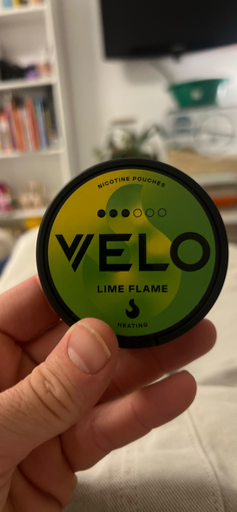 NICOTINE POUCHES
VELO
LIME FLAME
HEATING